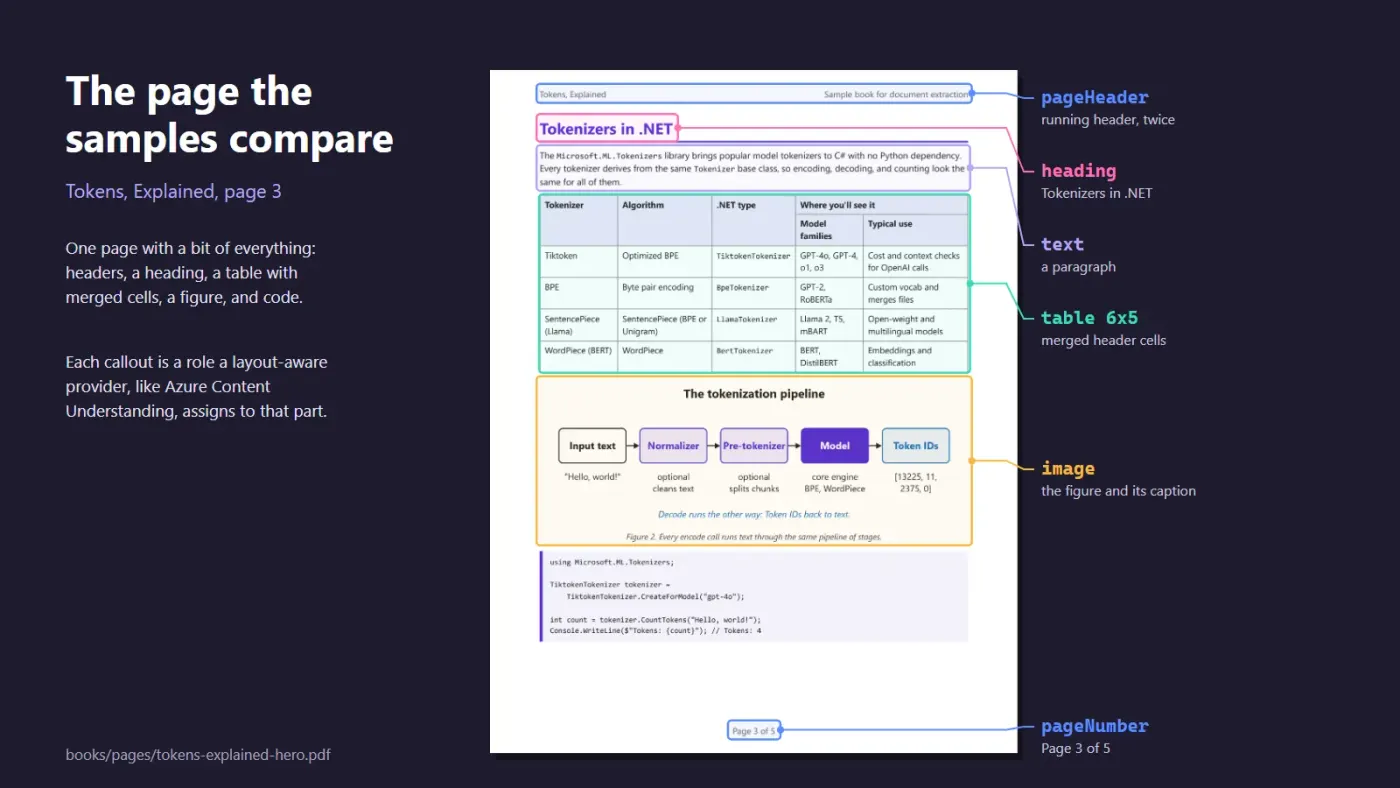 The page the
samples compare
Tokens, Explained, page 3
One page with a bit of everything:
headers, a heading, a table with
merged cells, a figure, and code.
Each callout is a role a layout-aware
provider, like Azure Content
Understanding, assigns to that part.
books/pages/tokens-explained-hero.pdf
Tokens, Explained
Sample book for document extraction
Tokenizers in .NET
The Microsoft.ML.Tokenizers library brings popular model tokenizers to C# with no Python dependency.
Every tokenizer derives from the same Tokenizer base class, so encoding, decoding, and counting look the
same for all of them.
Tokenizer Algorithm .NET type Where you'll see it
Model
families
Typical use
Tiktoken Optimized BPE TiktokenTokenizer GPT-4o, GPT-4, Cost and context checks
o1, o3 for OpenAI calls
BPE Byte pair encoding BpeTokenizer GPT-2, Custom vocab and
RoBERTa merges files
SentencePiece SentencePiece (BPE or LlamaTokenizer Llama 2, T5, Open-weight and
(Llama) Unigram) mBART multilingual models
WordPiece (BERT) WordPiece BertTokenizer BERT, Embeddings and
DistilBERT classification
The tokenization pipeline
Input text Normalizer Pre-tokenizer Model Token IDs
"Hello, world!" optional optional core engine [13225, 11,
cleans text splits chunks BPE, WordPiece 2375, 0]
Decode runs the other way: Token IDs back to text.
Figure 2. Every encode call runs text through the same pipeline of stages.
using Microsoft.ML.Tokenizers;
TiktokenTokenizer tokenizer =
TiktokenTokenizer.CreateForModel("gpt-4o");
int count = tokenizer.CountTokens("Hello, world!");
Console.WriteLine($"Tokens: {count}"); // Tokens: 4
Page 3 of 5
pageHeader
running header, twice
heading
Tokenizers in .NET
text
a paragraph
table 6x5
merged header cells
image
the figure and its caption
pageNumber
Page 3 of 5